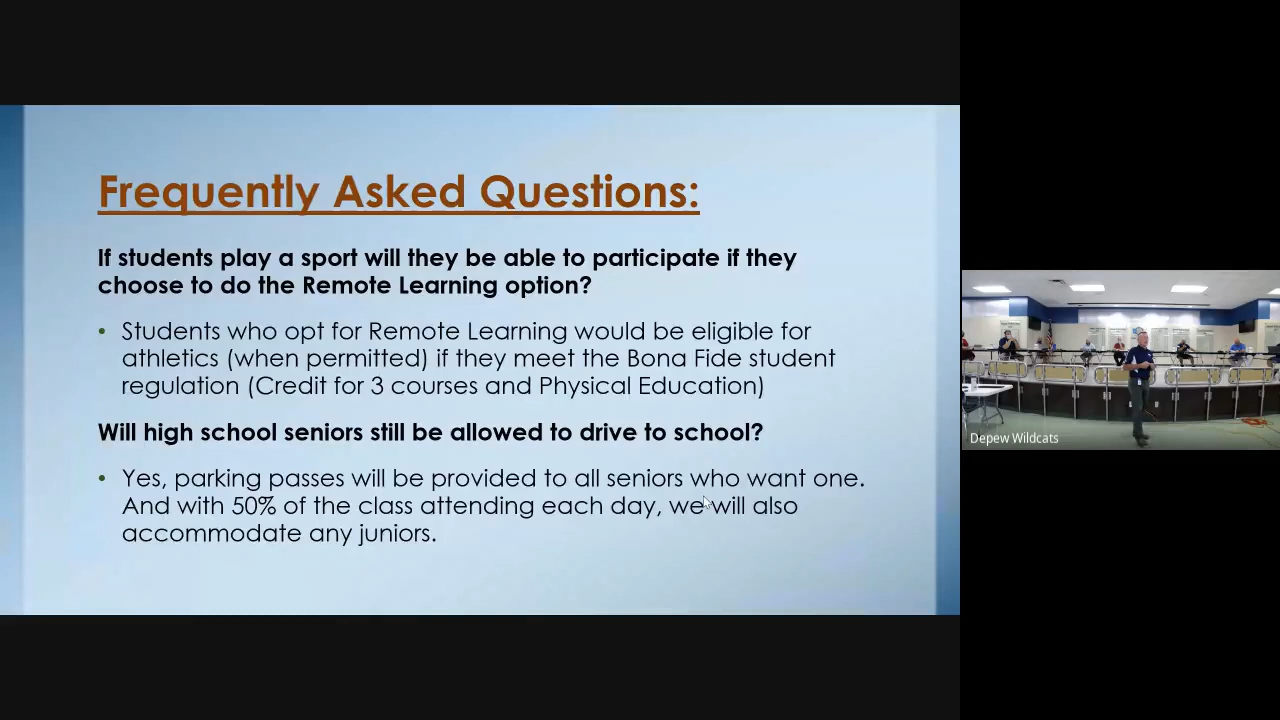 Frequently Asked Questions:
If students play a sport will they be able to participate if they
choose to do the Remote Learning option?
• Students who opt for Remote Learning would be eligible for
athletics (when permitted) if they meet the Bona Fide student
regulation (Credit for 3 courses and Physical Education)
Will high school seniors still be allowed to drive to school?
• Yes, parking passes will be provided to all seniors who want one.
And with 50% of the class attending each day, we will also
accommodate any juniors.
Depew Wildcats